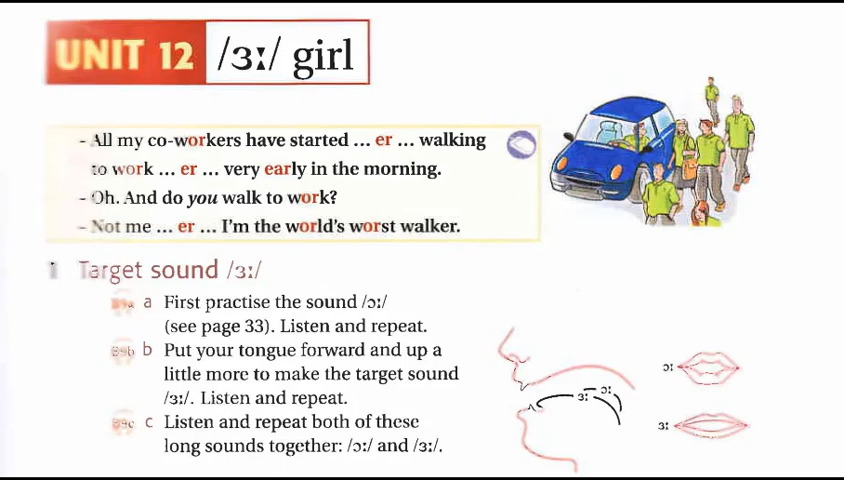 UNIT 12 /ɜː/ girl
- All my co-workers have started ... er ... walking
to work ... er ... very early in the morning.
- Oh. And do you walk to work?
- Not me ... er ... I'm the world's worst walker.
1 Target sound /ɜː/
B9a a First practise the sound /ɔː/
(see page 33). Listen and repeat.
B9b b Put your tongue forward and up a
little more to make the target sound
/ɜː/. Listen and repeat.
B9c c Listen and repeat both of these
long sounds together: /ɔː/ and /ɜː/.
ɜː ɔː
ɔː
ɜː